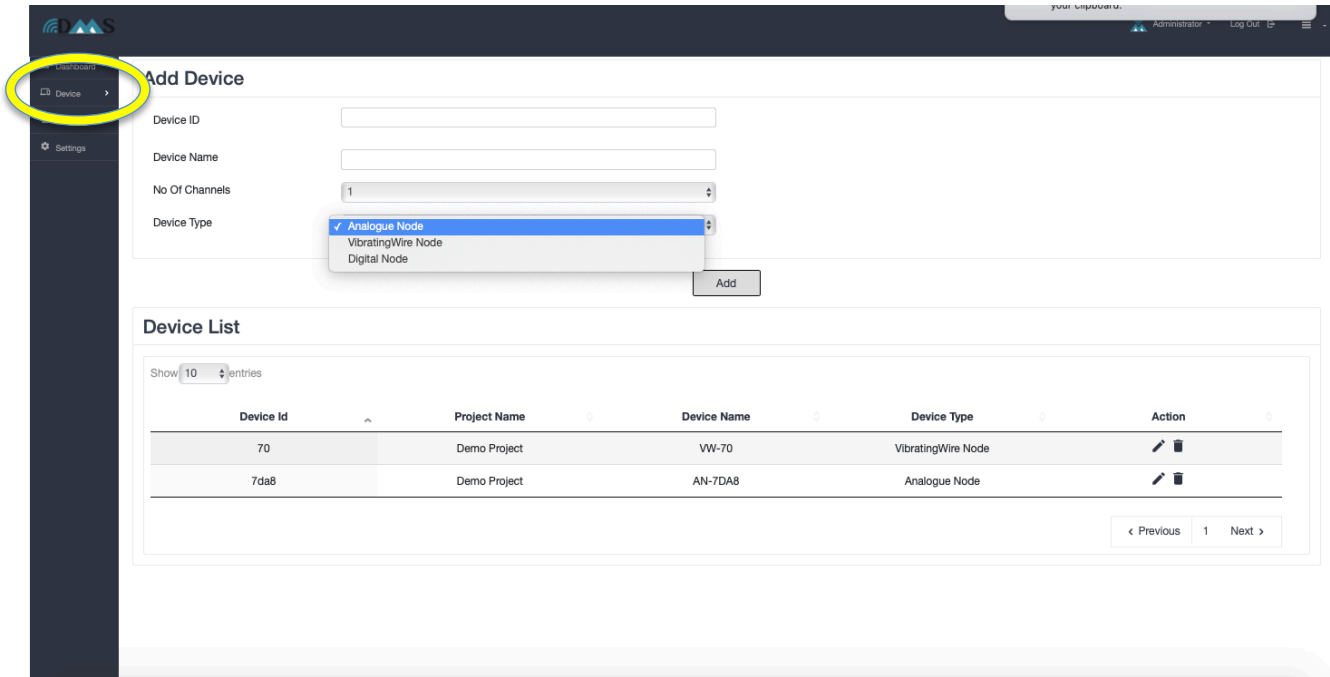 your clipboard.
DMS
Administrator
Log Out
Dashboard
Device
Settings
Add Device
Device ID
Device Name
No Of Channels
1
Device Type
✓ Analogue Node
VibratingWire Node
Digital Node
Add
Device List
Show 10 entries
Device Id Project Name Device Name Device Type Action
70 Demo Project VW-70 VibratingWire Node
7da8 Demo Project AN-7DA8 Analogue Node
‹ Previous 1 Next ›